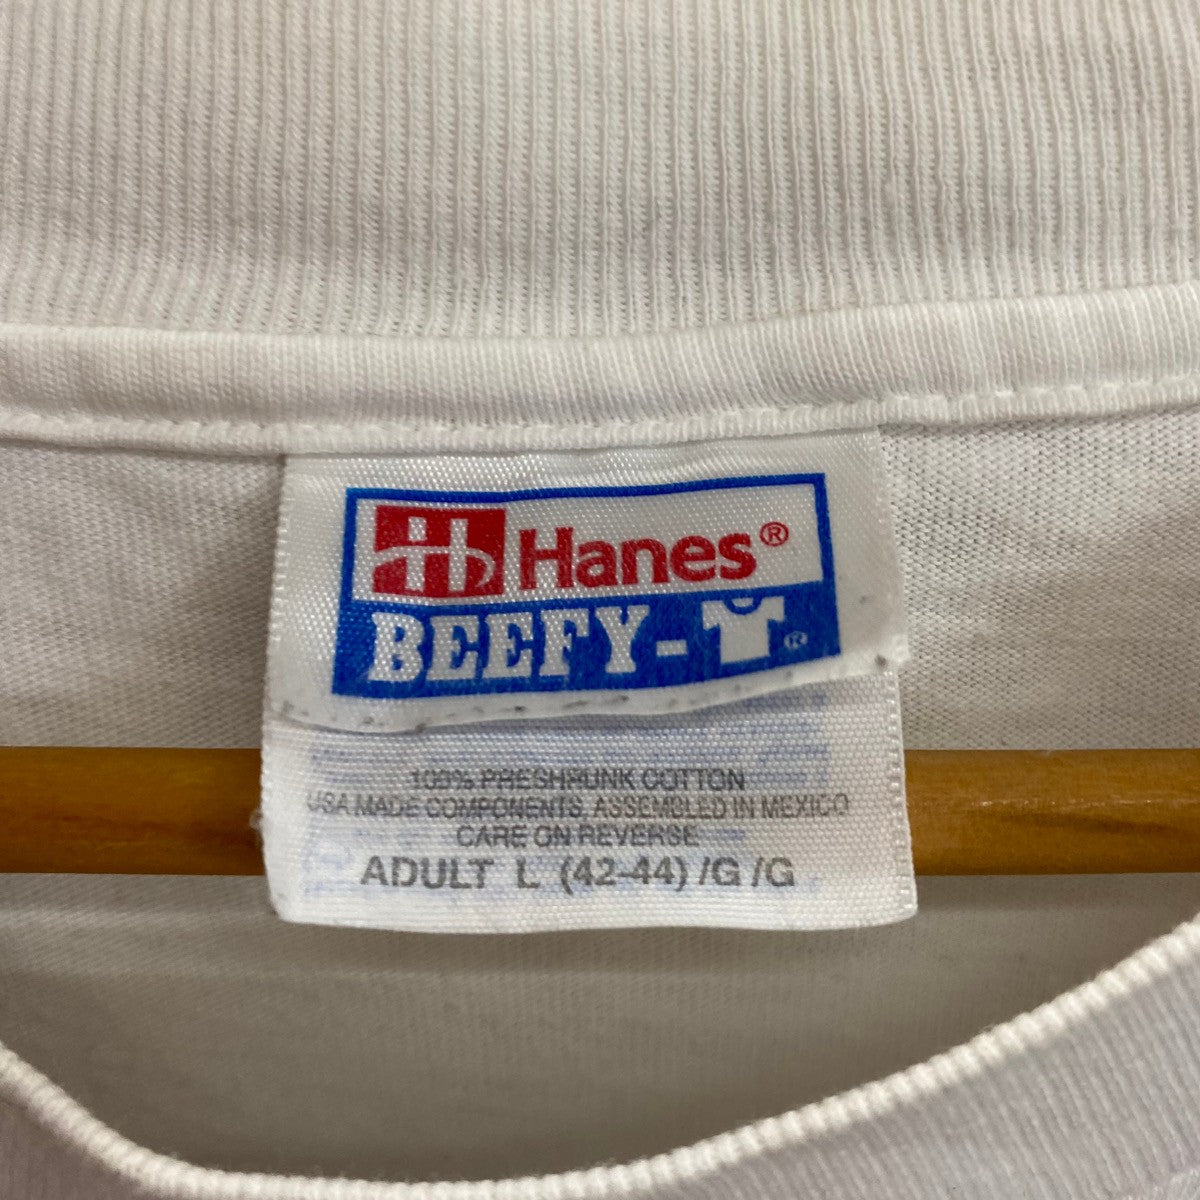 Hanes®
BEEFY-®
100% PRESHRUNK COTTON
USA MADE COMPONENTS, ASSEMBLED IN MEXICO
CARE ON REVERSE
ADULT L (42-44) /G /G